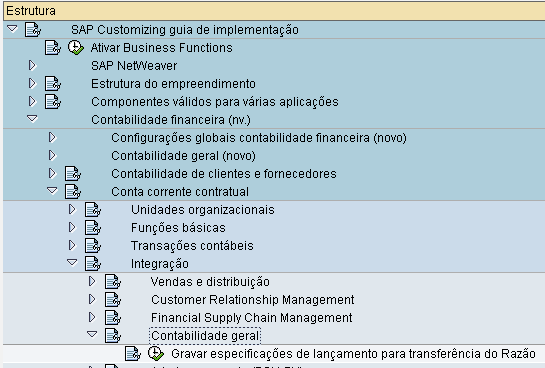 Estrutura
SAP Customizing guia de implementação
Ativar Business Functions
SAP NetWeaver
Estrutura do empreendimento
Componentes válidos para várias aplicações
Contabilidade financeira (nv.)
Configurações globais contabilidade financeira (novo)
Contabilidade geral (novo)
Contabilidade de clientes e fornecedores
Conta corrente contratual
Unidades organizacionais
Funções básicas
Transações contábeis
Integração
Vendas e distribuição
Customer Relationship Management
Financial Supply Chain Management
Contabilidade geral
Gravar especificações de lançamento para transferência do Razão